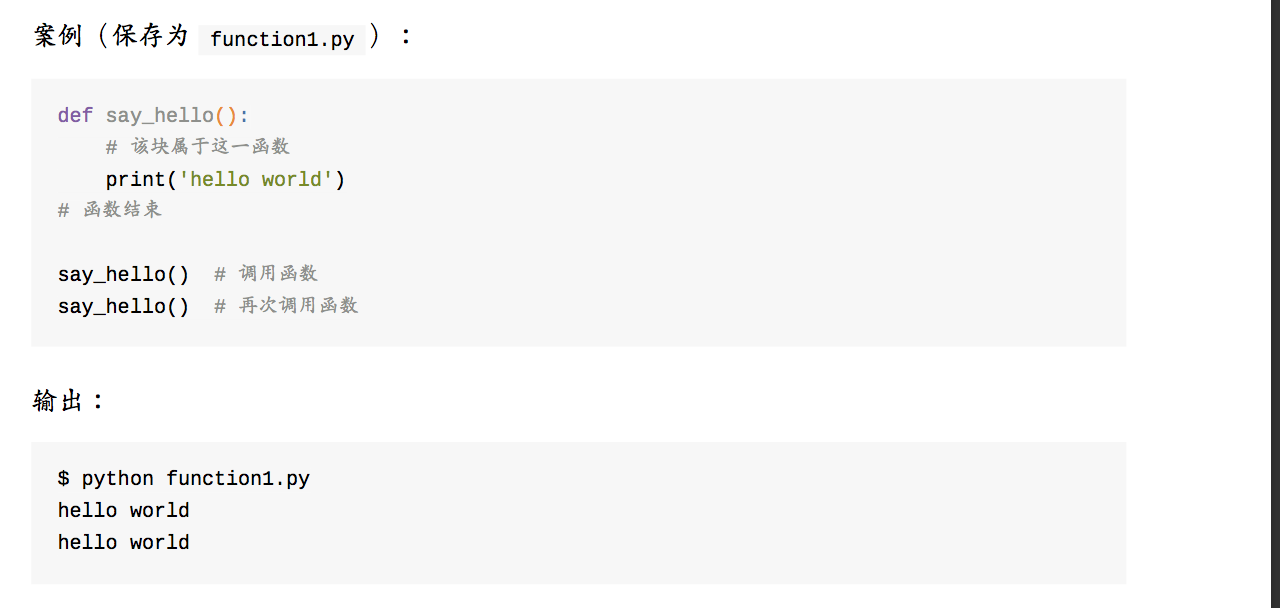 案例（保存为 function1.py ）：
def say_hello():
    # 该块属于这一函数
    print('hello world')
# 函数结束
say_hello()  # 调用函数
say_hello()  # 再次调用函数
输出：
$ python function1.py
hello world
hello world